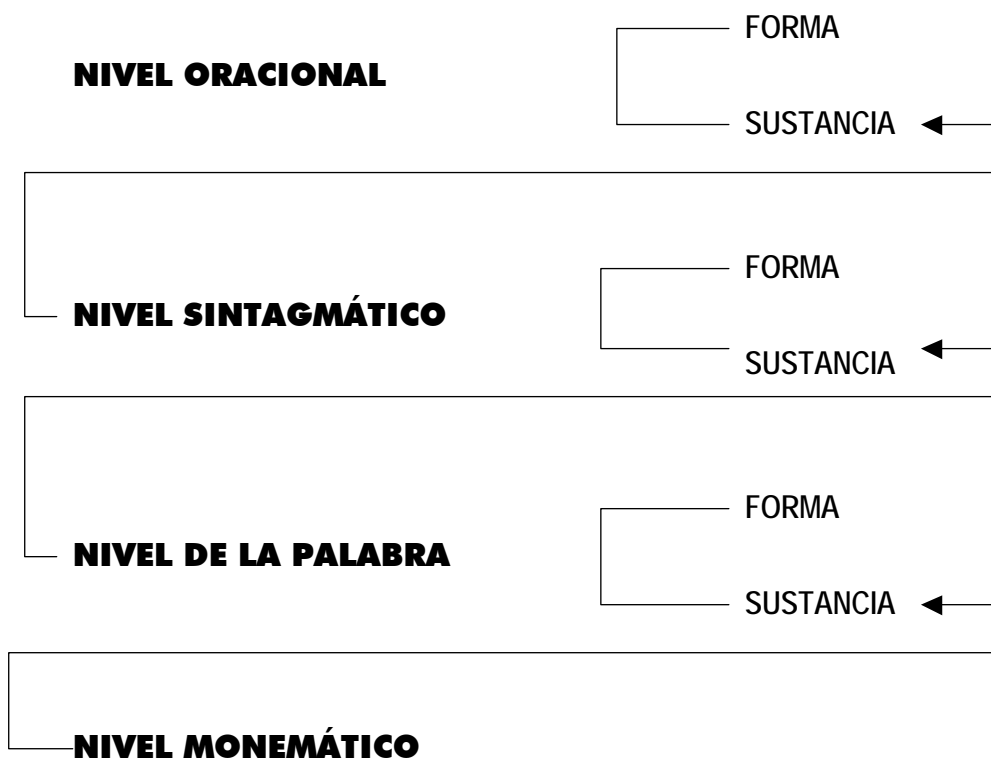 FORMA
NIVEL ORACIONAL
SUSTANCIA
FORMA
NIVEL SINTAGMÁTICO
SUSTANCIA
FORMA
NIVEL DE LA PALABRA
SUSTANCIA
NIVEL MONEMÁTICO